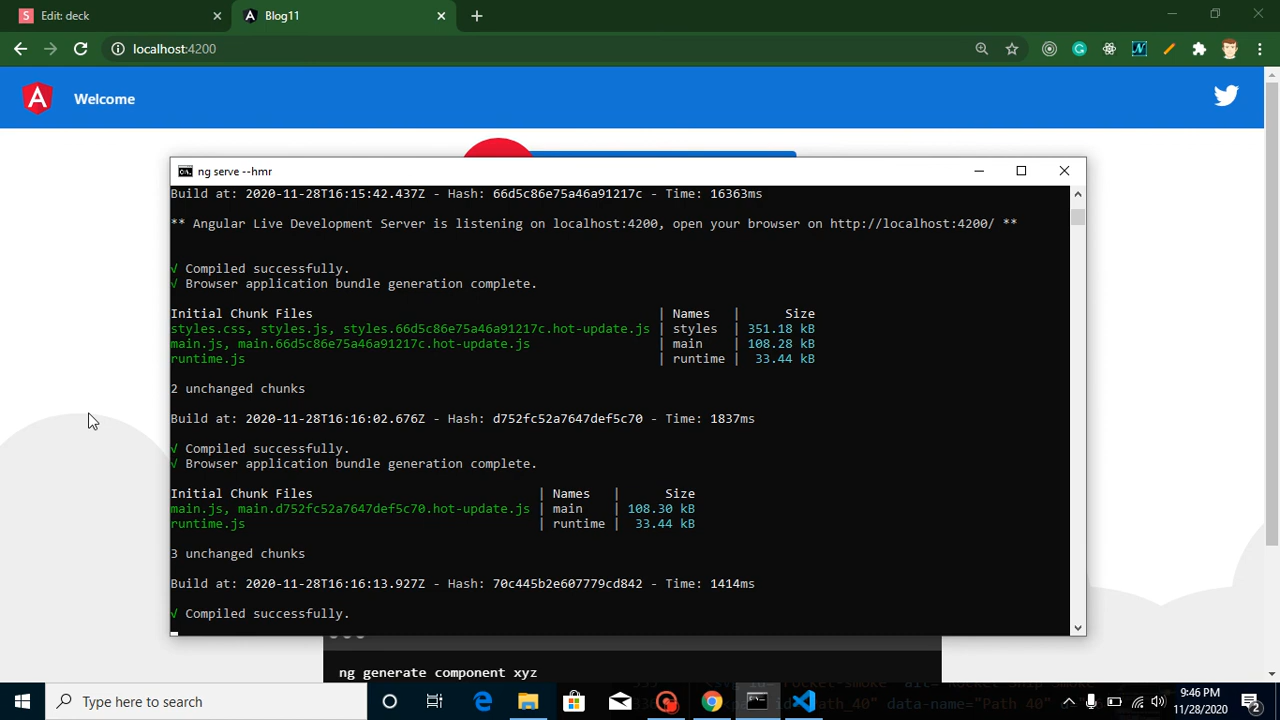 S Edit: deck
Blog11
localhost:4200
A Welcome
ng serve --hmr
Build at: 2020-11-28T16:15:42.437Z - Hash: 66d5c86e75a46a91217c - Time: 16363ms
** Angular Live Development Server is listening on localhost:4200, open your browser on http://localhost:4200/ **
√ Compiled successfully.
√ Browser application bundle generation complete.
Initial Chunk Files | Names | Size
styles.css, styles.js, styles.66d5c86e75a46a91217c.hot-update.js | styles | 351.18 kB
main.js, main.66d5c86e75a46a91217c.hot-update.js | main | 108.28 kB
runtime.js | runtime | 33.44 kB
2 unchanged chunks
Build at: 2020-11-28T16:16:02.676Z - Hash: d752fc52a7647def5c70 - Time: 1837ms
√ Compiled successfully.
√ Browser application bundle generation complete.
Initial Chunk Files | Names | Size
main.js, main.d752fc52a7647def5c70.hot-update.js | main | 108.30 kB
runtime.js | runtime | 33.44 kB
3 unchanged chunks
Build at: 2020-11-28T16:16:13.927Z - Hash: 70c445b2e607779cd842 - Time: 1414ms
√ Compiled successfully.
ng generate component xyz
Type here to search
9:46 PM
11/28/2020
2